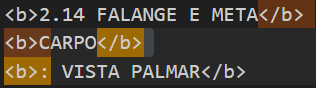 <b>2.14 FALANGE E META</b>
<b>CARPO</b>
<b>: VISTA PALMAR</b>